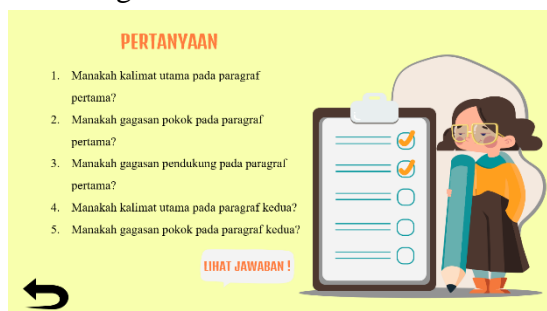 PERTANYAAN
1. Manakah kalimat utama pada paragraf
pertama?
2. Manakah gagasan pokok pada paragraf
pertama?
3. Manakah gagasan pendukung pada paragraf
pertama?
4. Manakah kalimat utama pada paragraf kedua?
5. Manakah gagasan pokok pada paragraf kedua?
LIHAT JAWABAN !